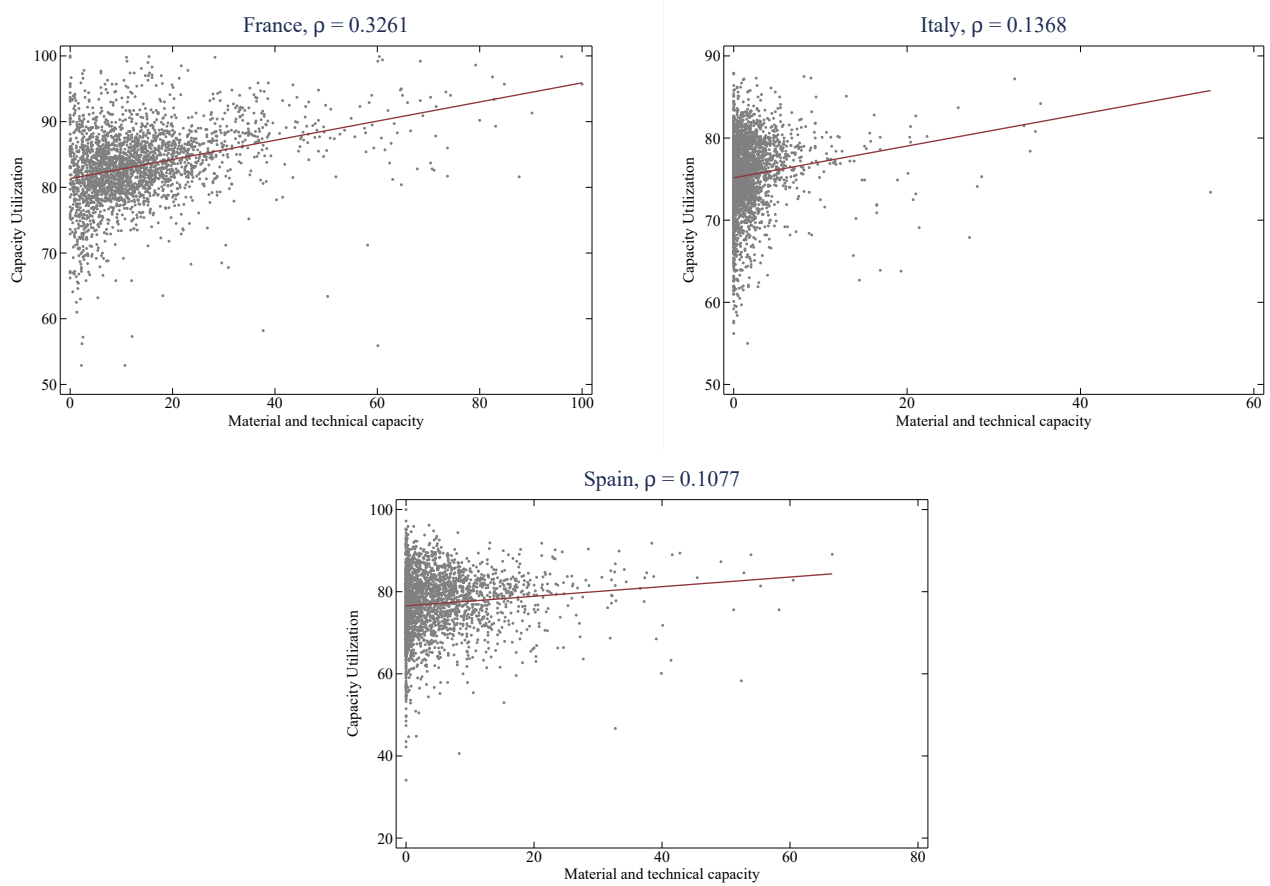 France, ρ = 0.3261
100
90
80
70
60
50
Capacity Utilization
0 20 40 60 80 100
Material and technical capacity
Italy, ρ = 0.1368
90
80
70
60
50
Capacity Utilization
0 20 40 60
Material and technical capacity
Spain, ρ = 0.1077
100
80
60
40
20
Capacity Utilization
0 20 40 60 80
Material and technical capacity